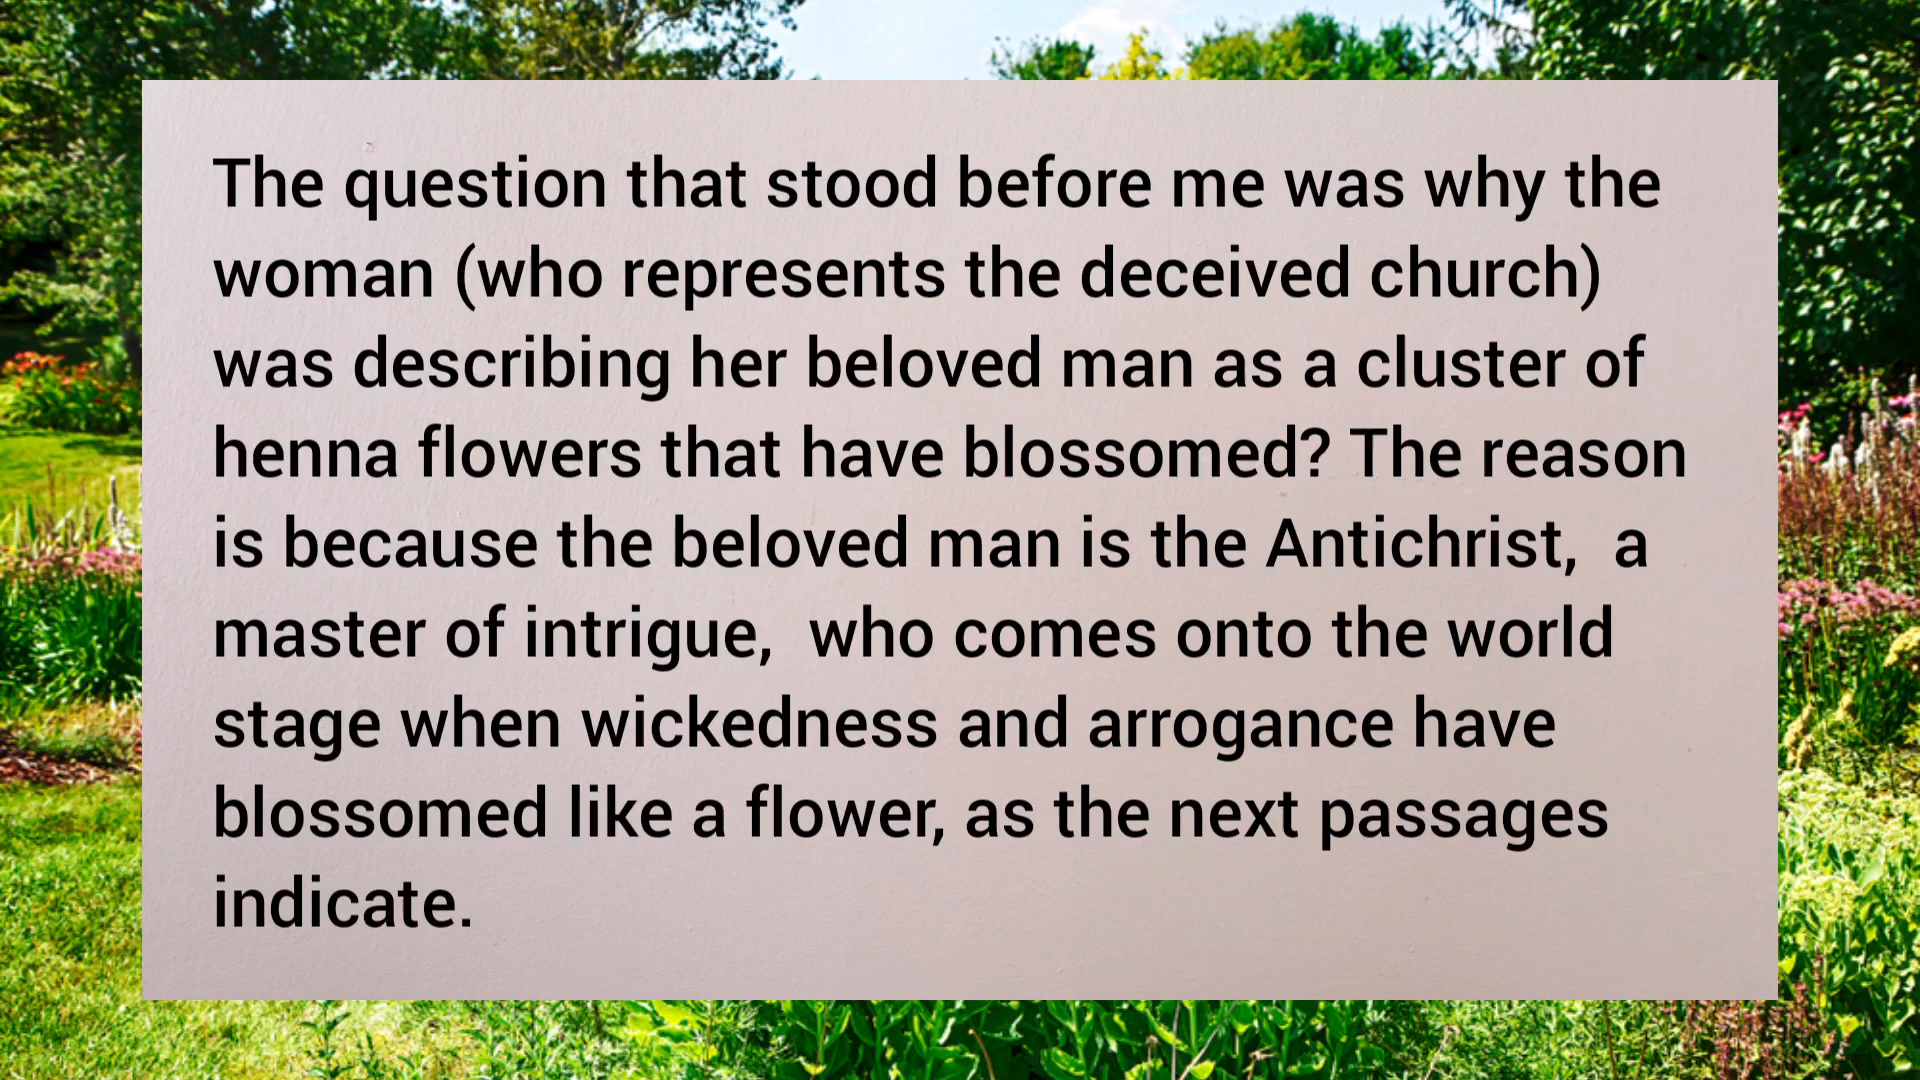 The question that stood before me was why the
woman (who represents the deceived church)
was describing her beloved man as a cluster of
henna flowers that have blossomed? The reason
is because the beloved man is the Antichrist,  a
master of intrigue,  who comes onto the world
stage when wickedness and arrogance have
blossomed like a flower, as the next passages
indicate.